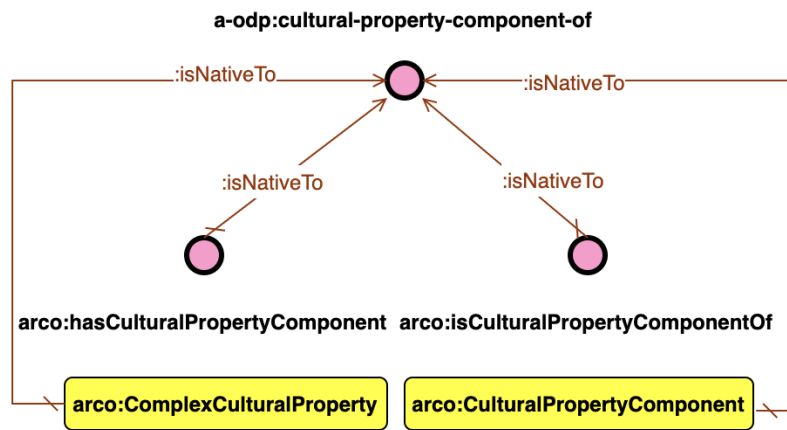 a-odp:cultural-property-component-of
:isNativeTo
:isNativeTo
:isNativeTo
:isNativeTo
arco:hasCulturalPropertyComponent
arco:isCulturalPropertyComponentOf
arco:ComplexCulturalProperty
arco:CulturalPropertyComponent